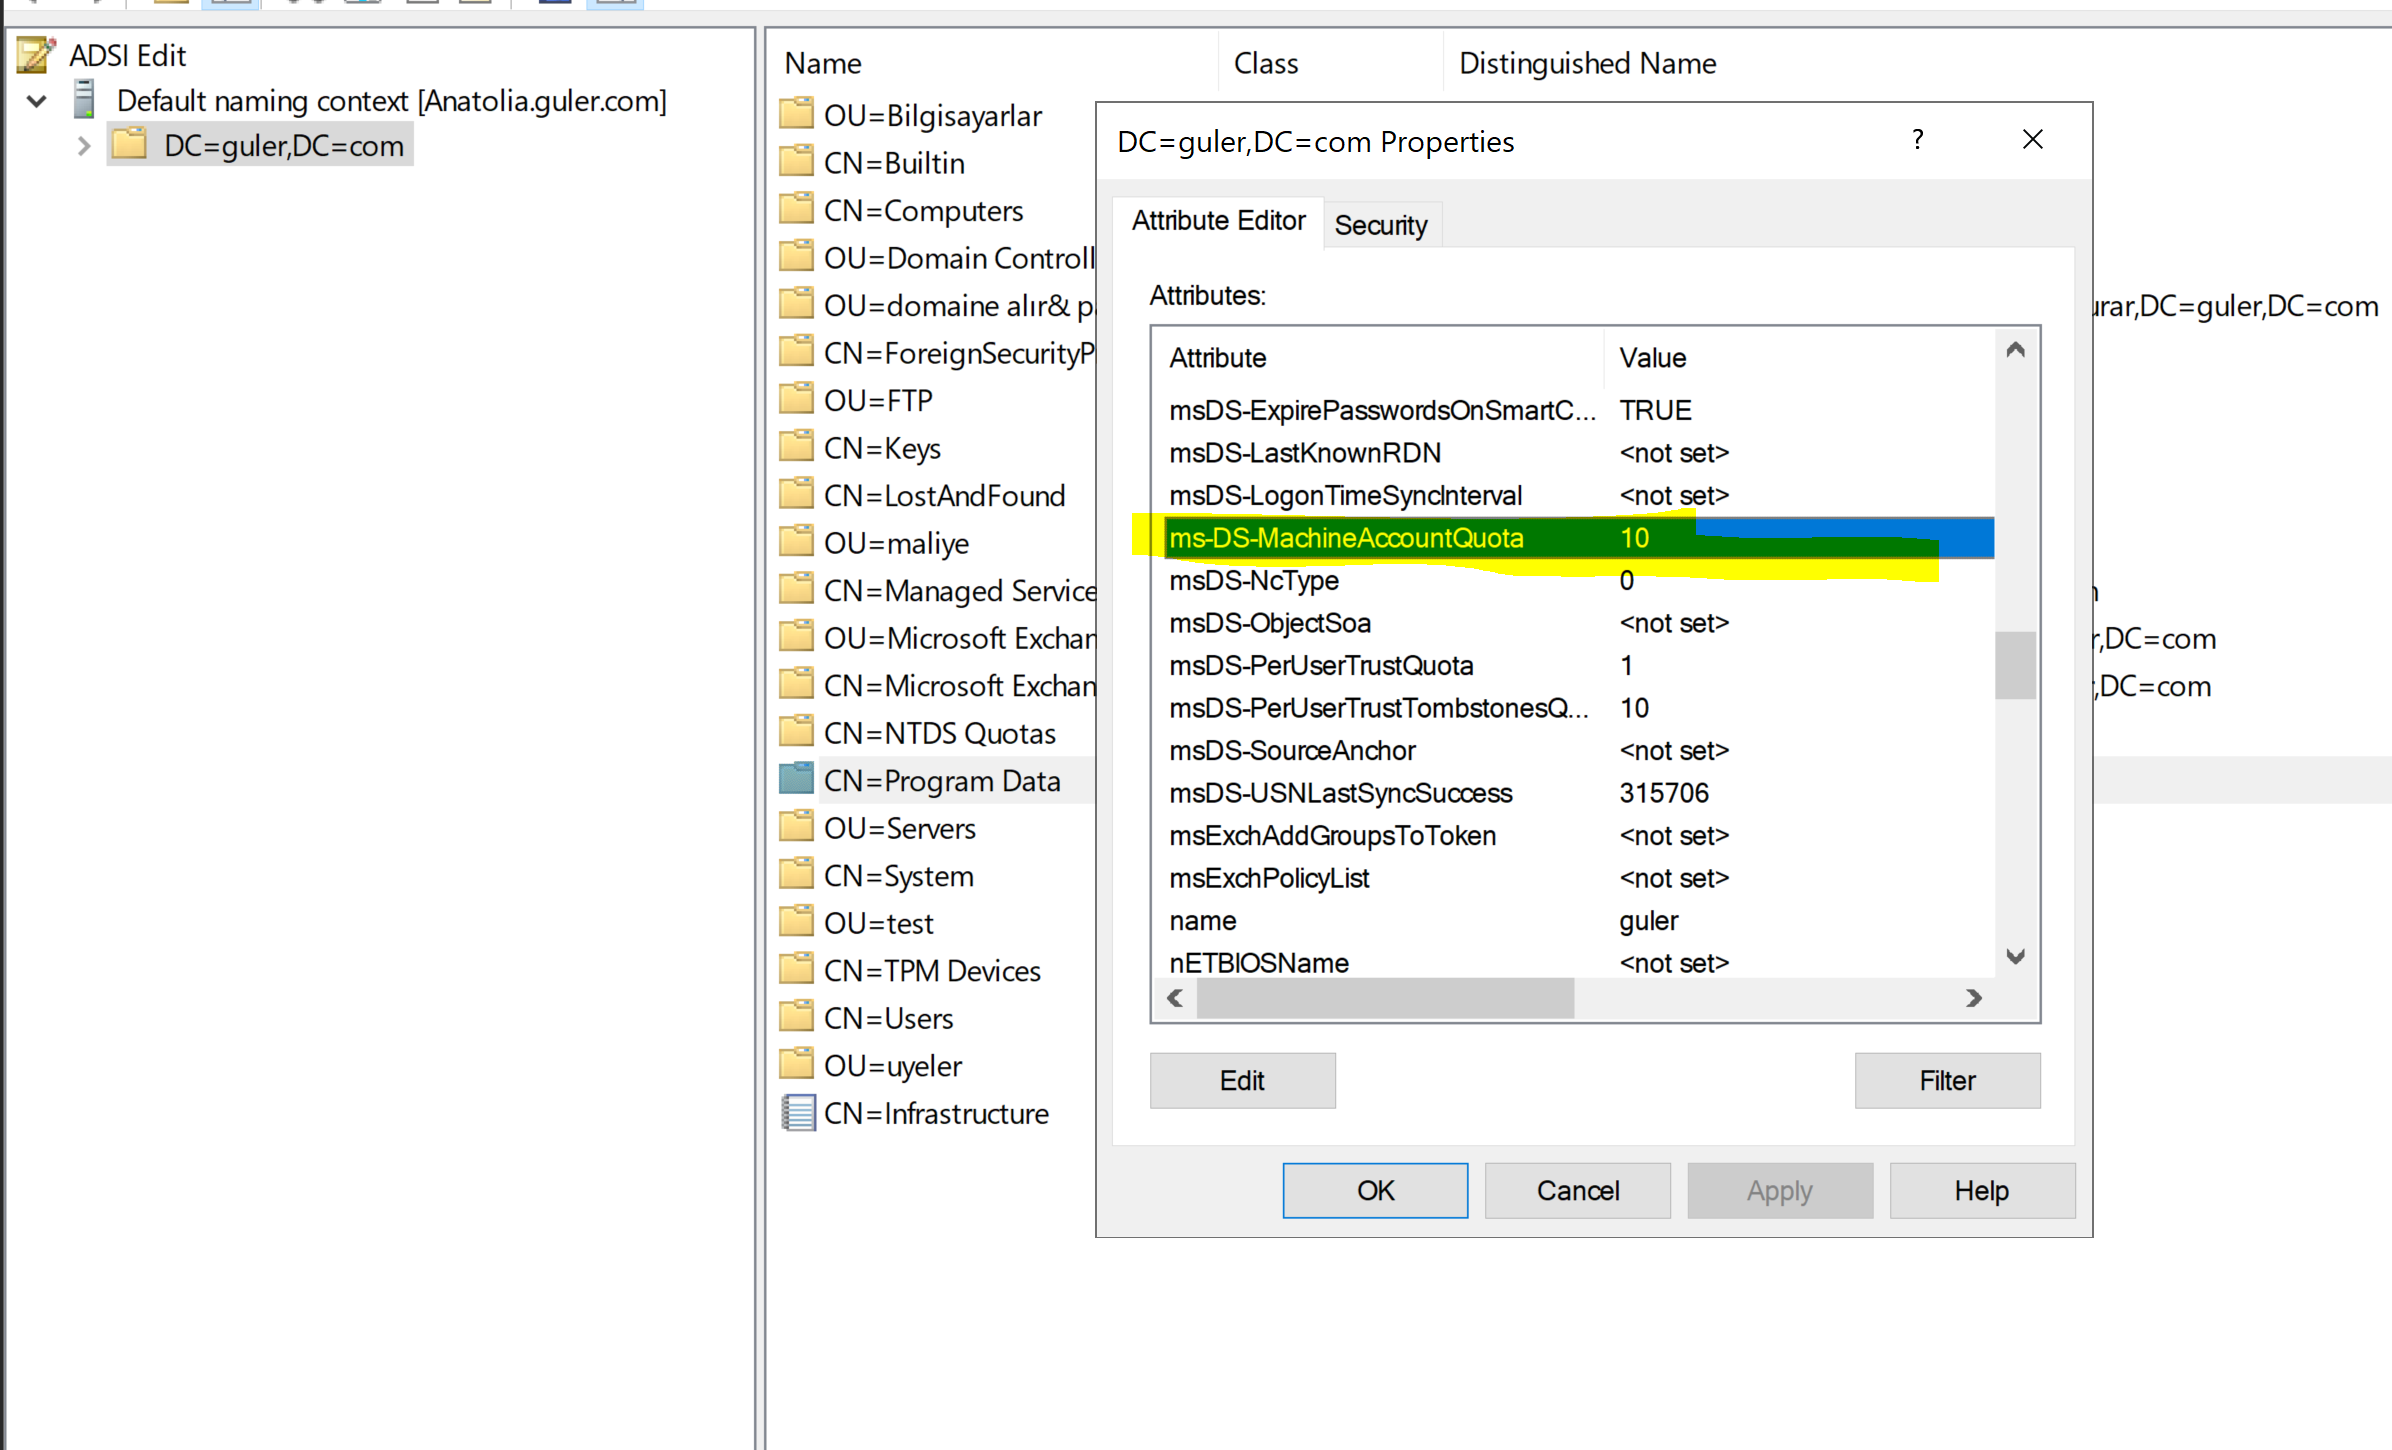 ADSI Edit
Default naming context [Anatolia.guler.com]
DC=guler,DC=com
Name Class Distinguished Name
OU=Bilgisayarlar
CN=Builtin
CN=Computers
OU=Domain Controll
OU=domaine alır& p
urar,DC=guler,DC=com
CN=ForeignSecurityP
OU=FTP
CN=Keys
CN=LostAndFound
OU=maliye
CN=Managed Service
OU=Microsoft Exchan
r,DC=com
CN=Microsoft Exchan
,DC=com
CN=NTDS Quotas
CN=Program Data
OU=Servers
CN=System
OU=test
CN=TPM Devices
CN=Users
OU=uyeler
CN=Infrastructure
DC=guler,DC=com Properties
?
Attribute Editor Security
Attributes:
Attribute Value
msDS-ExpirePasswordsOnSmartC... TRUE
msDS-LastKnownRDN <not set>
msDS-LogonTimeSyncInterval <not set>
ms-DS-MachineAccountQuota 10
msDS-NcType 0
msDS-ObjectSoa <not set>
msDS-PerUserTrustQuota 1
msDS-PerUserTrustTombstonesQ... 10
msDS-SourceAnchor <not set>
msDS-USNLastSyncSuccess 315706
msExchAddGroupsToToken <not set>
msExchPolicyList <not set>
name guler
nETBIOSName <not set>
Edit Filter
OK Cancel Apply Help